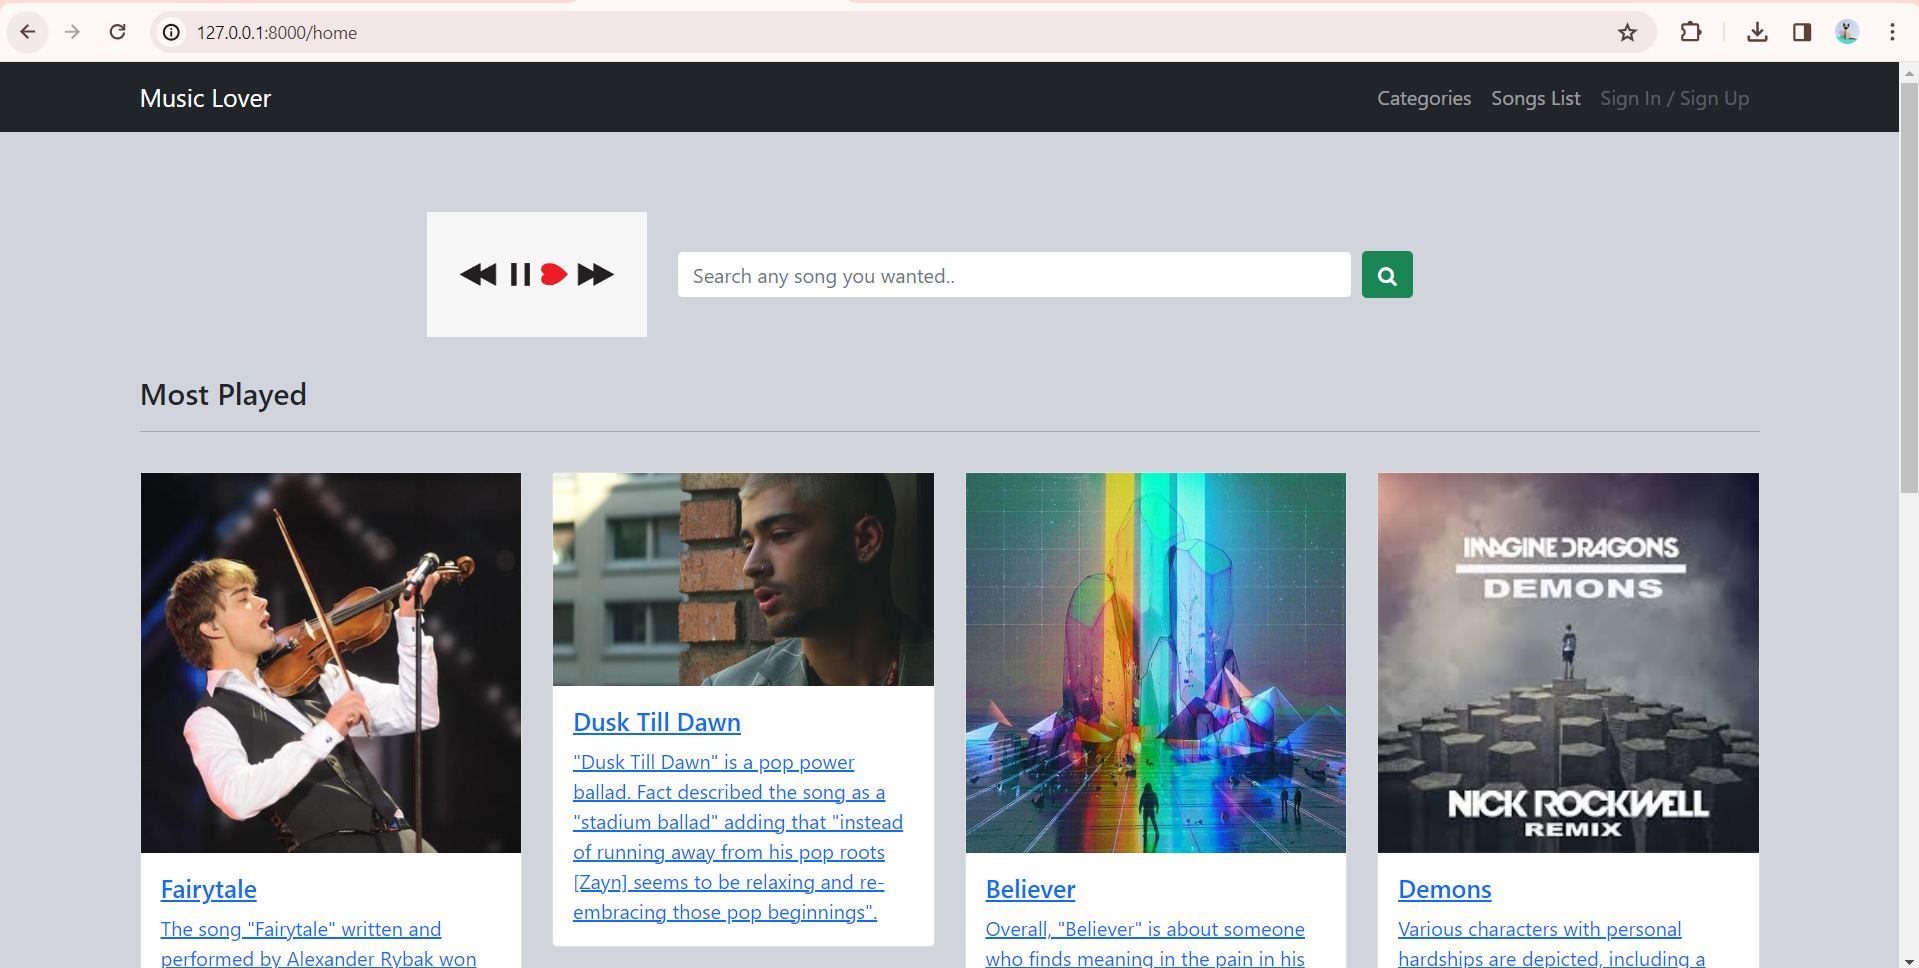 127.0.0.1:8000/home
Music Lover
Categories
Songs List
Sign In / Sign Up
Search any song you wanted..
Most Played
IMAGINE DRAGONS
DEMONS
NICK ROCKWELL
REMIX
Fairytale
The song "Fairytale" written and
performed by Alexander Rybak won
Dusk Till Dawn
"Dusk Till Dawn" is a pop power
ballad. Fact described the song as a
"stadium ballad" adding that "instead
of running away from his pop roots
[Zayn] seems to be relaxing and re-
embracing those pop beginnings".
Believer
Overall, "Believer" is about someone
who finds meaning in the pain in his
Demons
Various characters with personal
hardships are depicted, including a